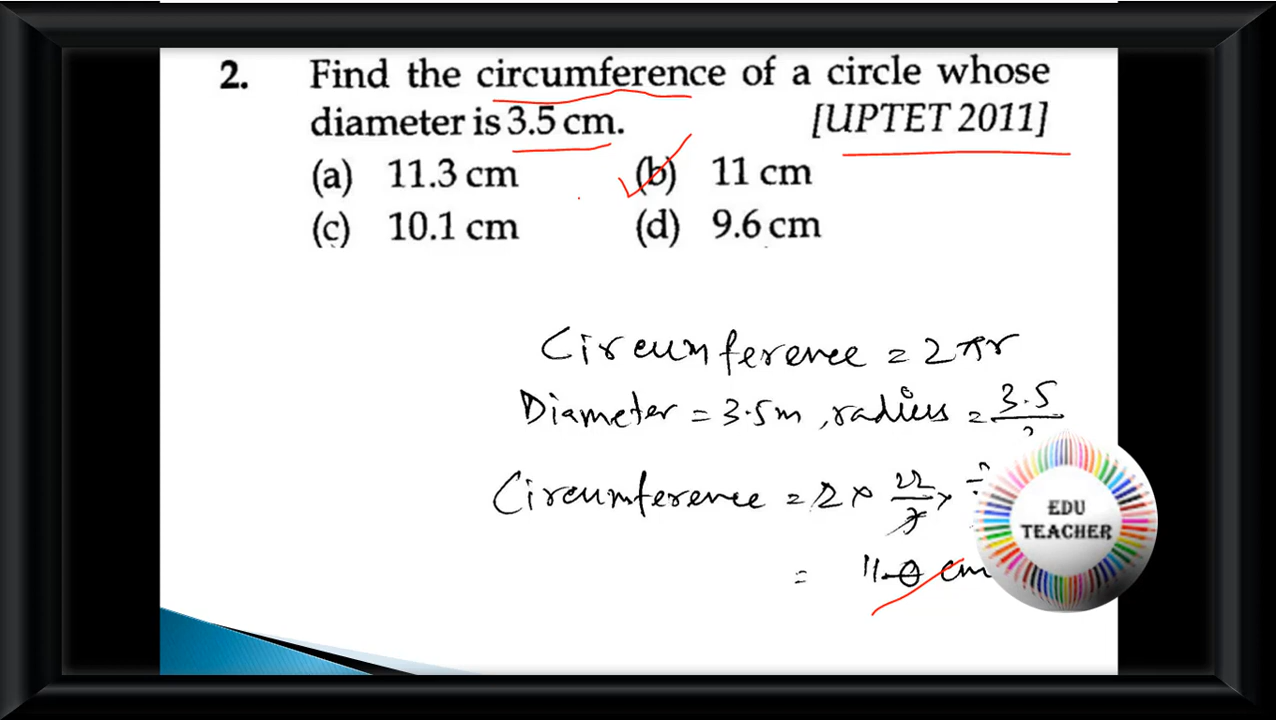 2. Find the circumference of a circle whose
diameter is 3.5 cm. [UPTET 2011]
(a) 11.3 cm (b) 11 cm
(c) 10.1 cm (d) 9.6 cm
Circumference = 2πr
Diameter = 3.5m, radius = 3.5/2
Circumference = 2 × 22/7 ×
= 11.0 cm
EDU
TEACHER